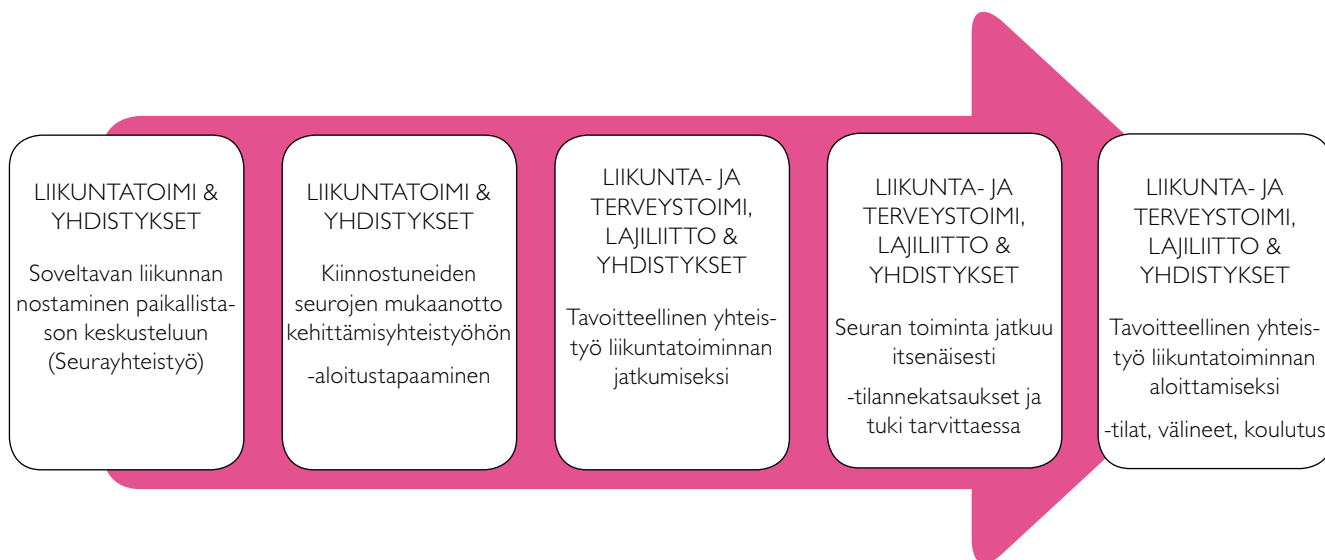 LIIKUNTATOIMI &
YHDISTYKSET
Soveltavan liikunnan
nostaminen paikallista-
son keskusteluun
(Seurayhteistyö)
LIIKUNTATOIMI &
YHDISTYKSET
Kiinnostuneiden
seurojen mukaanotto
kehittämisyhteistyöhön
-aloitustapaaminen
LIIKUNTA- JA
TERVEYSTOIMI,
LAJILIITTO &
YHDISTYKSET
Tavoitteellinen yhteis-
työ liikuntatoiminnan
jatkumiseksi
LIIKUNTA- JA
TERVEYSTOIMI,
LAJILIITTO &
YHDISTYKSET
Seuran toiminta jatkuu
itsenäisesti
-tilannekatsaukset ja
tuki tarvittaessa
LIIKUNTA- JA
TERVEYSTOIMI,
LAJILIITTO &
YHDISTYKSET
Tavoitteellinen yhteis-
työ liikuntatoiminnan
aloittamiseksi
-tilat, välineet, koulutus